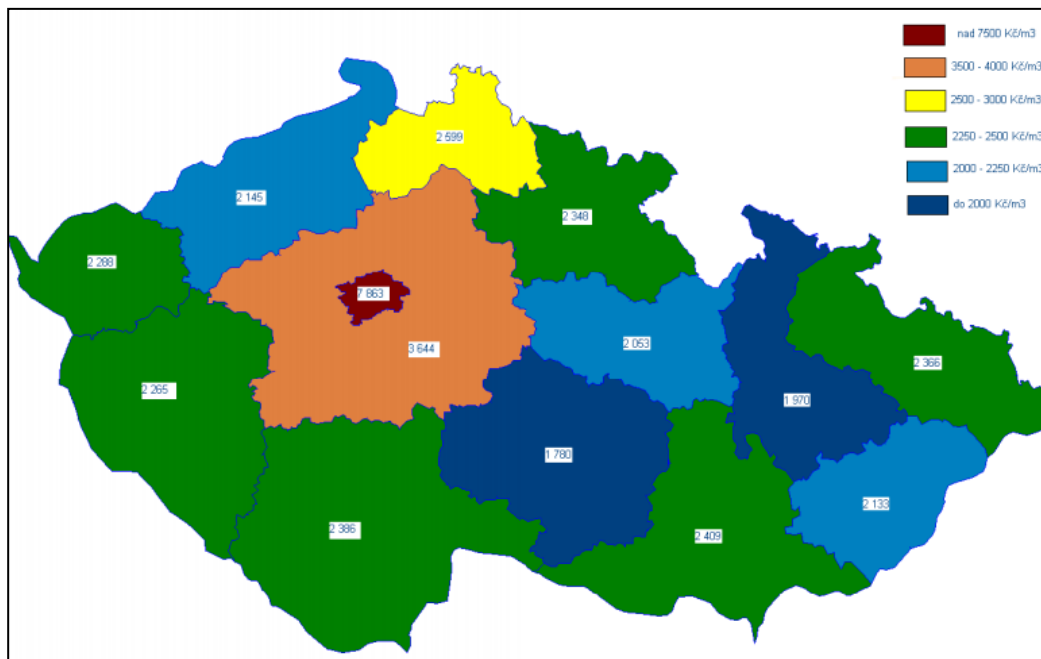 nad 7500 Kč/m3
3500 - 4000 Kč/m3
2500 - 3000 Kč/m3
2250 - 2500 Kč/m3
2000 - 2250 Kč/m3
do 2000 Kč/m3
2 599
2 145
2 348
2 288
7 863
2 053
3 644
2 366
2 265
1 970
1 780
2 133
2 386
2 409